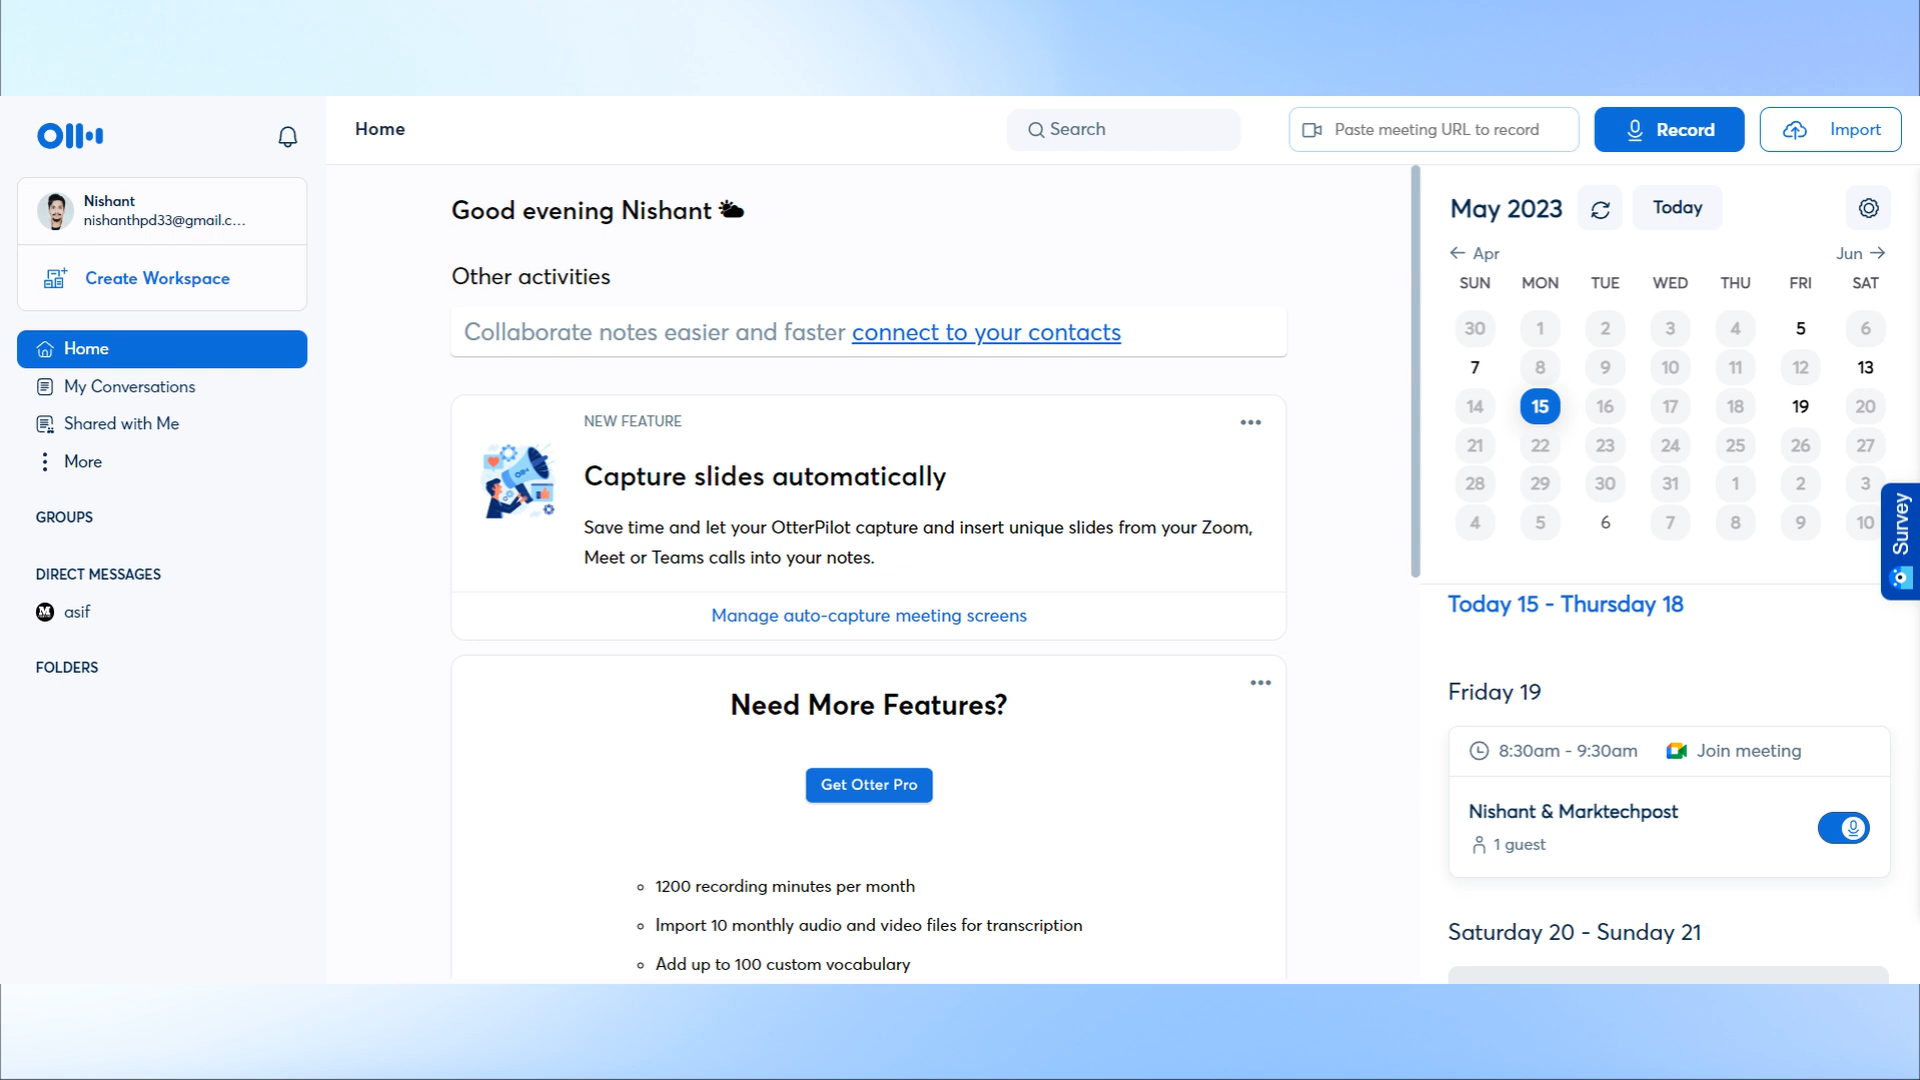 Nishant
nishanthpd33@gmail.c...
Create Workspace
Home
My Conversations
Shared with Me
More
GROUPS
DIRECT MESSAGES
asif
FOLDERS
Home
Search
Paste meeting URL to record
Record
Import
Good evening Nishant
Other activities
Collaborate notes easier and faster connect to your contacts
NEW FEATURE
Capture slides automatically
Save time and let your OtterPilot capture and insert unique slides from your Zoom,
Meet or Teams calls into your notes.
Manage auto-capture meeting screens
Need More Features?
Get Otter Pro
1200 recording minutes per month
Import 10 monthly audio and video files for transcription
Add up to 100 custom vocabulary
May 2023
Today
← Apr
Jun →
SUN MON TUE WED THU FRI SAT
30 1 2 3 4 5 6
7 8 9 10 11 12 13
14 15 16 17 18 19 20
21 22 23 24 25 26 27
28 29 30 31 1 2 3
4 5 6 7 8 9 10
Survey
Today 15 - Thursday 18
Friday 19
8:30am - 9:30am Join meeting
Nishant & Marktechpost
1 guest
Saturday 20 - Sunday 21